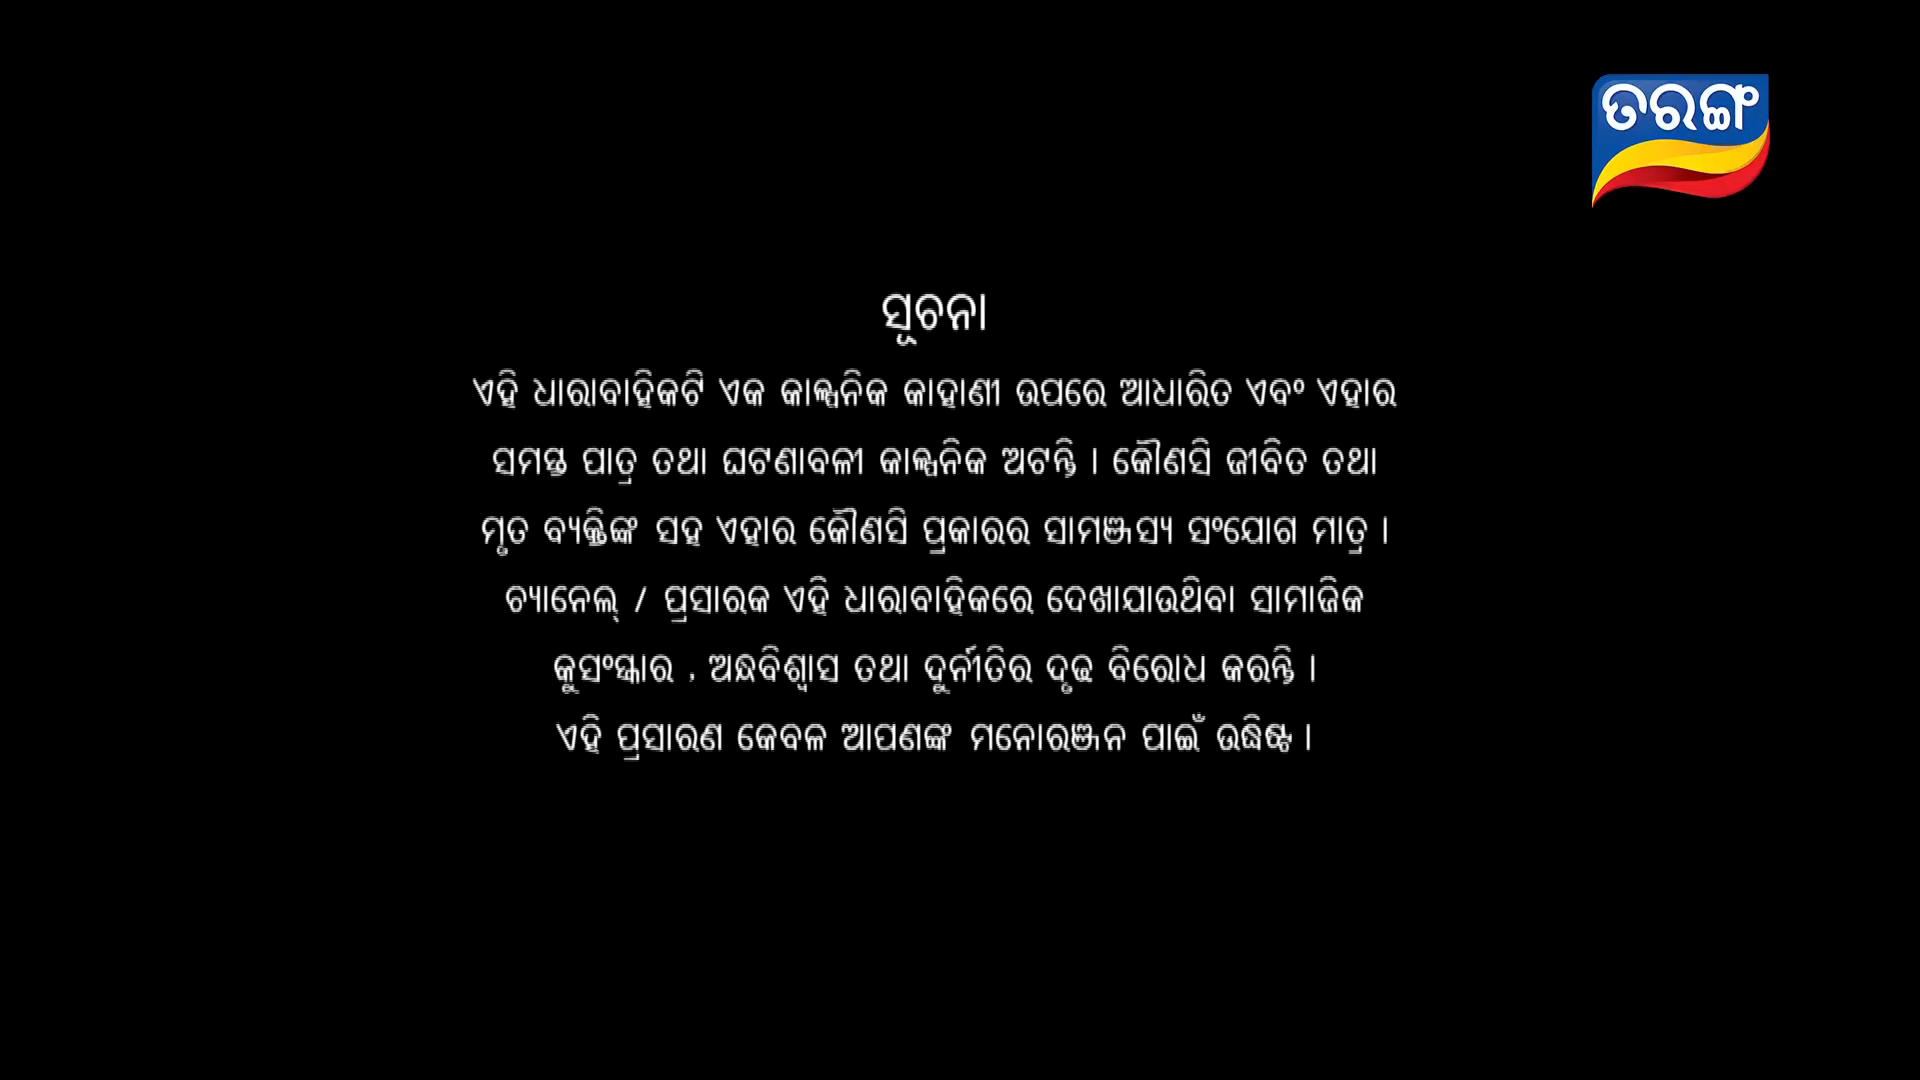 ତରଙ୍ଗ
ସୂଚନା
ଏହି ଧାରାବାହିକଟି ଏକ କାଳ୍ପନିକ କାହାଣୀ ଉପରେ ଆଧାରିତ ଏବଂ ଏହାର
ସମସ୍ତ ପାତ୍ର ତଥା ଘଟଣାବଳୀ କାଳ୍ପନିକ ଅଟନ୍ତି । କୌଣସି ଜୀବିତ ତଥା
ମୃତ ବ୍ୟକ୍ତିଙ୍କ ସହ ଏହାର କୌଣସି ପ୍ରକାରର ସାମଞ୍ଜସ୍ୟ ସଂଯୋଗ ମାତ୍ର ।
ଚ୍ୟାନେଲ୍ / ପ୍ରସାରକ ଏହି ଧାରାବାହିକରେ ଦେଖାଯାଉଥିବା ସାମାଜିକ
କୁସଂସ୍କାର , ଅନ୍ଧବିଶ୍ୱାସ ତଥା ଦୁର୍ନୀତିର ଦୃଢ ବିରୋଧ କରନ୍ତି ।
ଏହି ପ୍ରସାରଣ କେବଳ ଆପଣଙ୍କ ମନୋରଞ୍ଜନ ପାଇଁ ଉଦ୍ଧିଷ୍ଟ ।